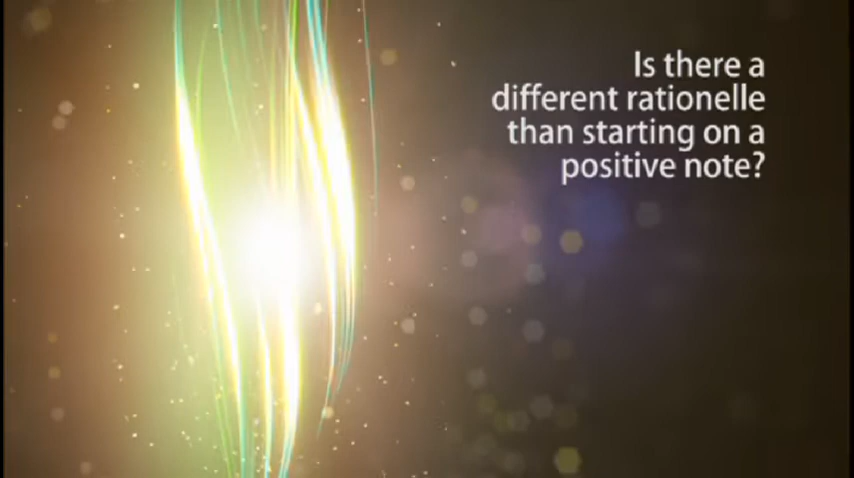 Is there a
different rationelle
than starting on a
positive note?